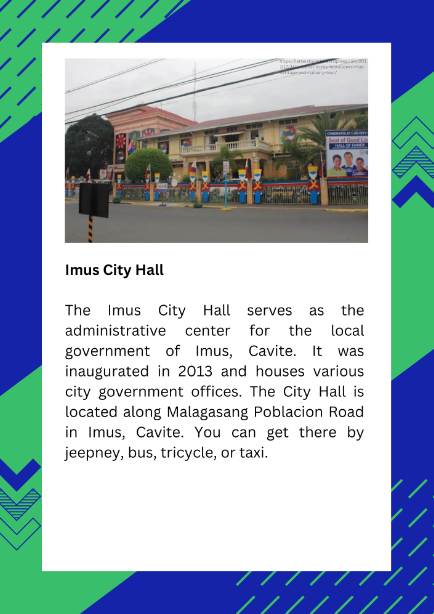 Imus City Hall
The Imus City Hall serves as the
administrative center for the local
government of Imus, Cavite. It was
inaugurated in 2013 and houses various
city government offices. The City Hall is
located along Malagasang Poblacion Road
in Imus, Cavite. You can get there by
jeepney, bus, tricycle, or taxi.